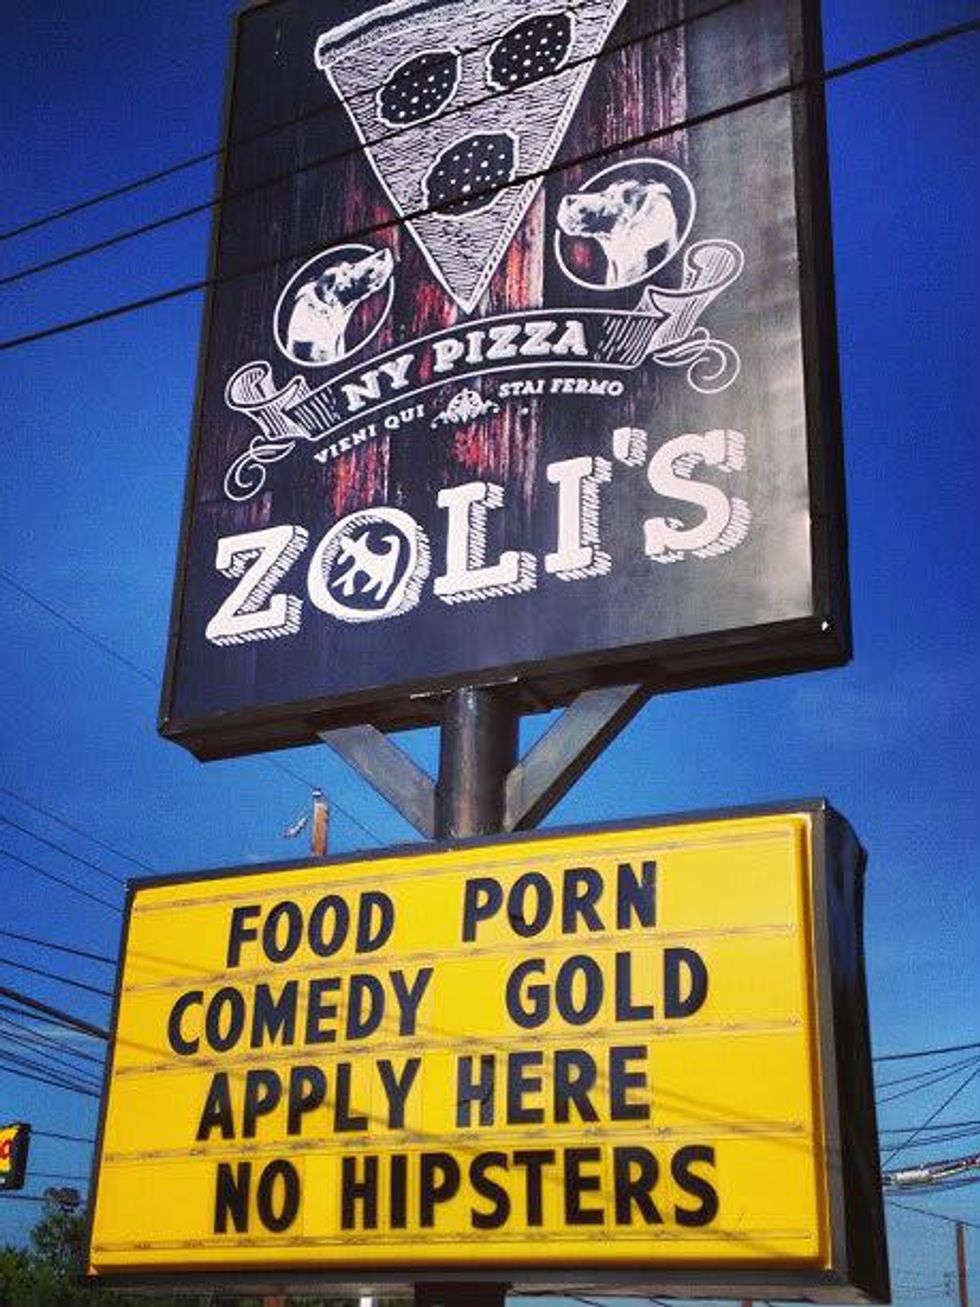 NY PIZZA
VIENI QUI STAI FERMO
ZOLI'S
FOOD PORN
COMEDY GOLD
APPLY HERE
NO HIPSTERS